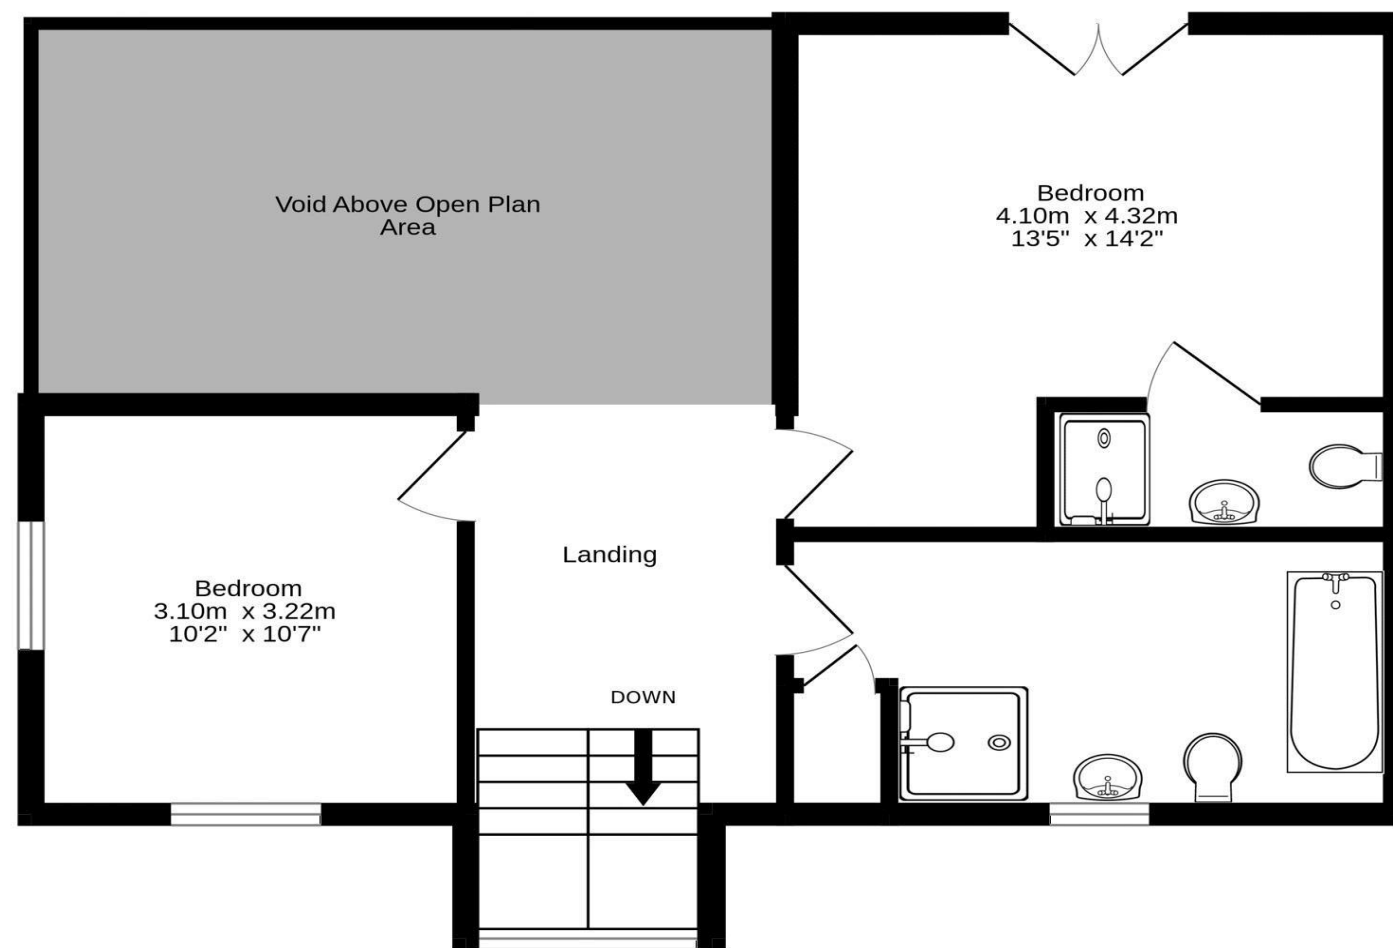 Void Above Open Plan
Area
Bedroom
4.10m x 4.32m
13'5" x 14'2"
Landing
Bedroom
3.10m x 3.22m
10'2" x 10'7"
DOWN